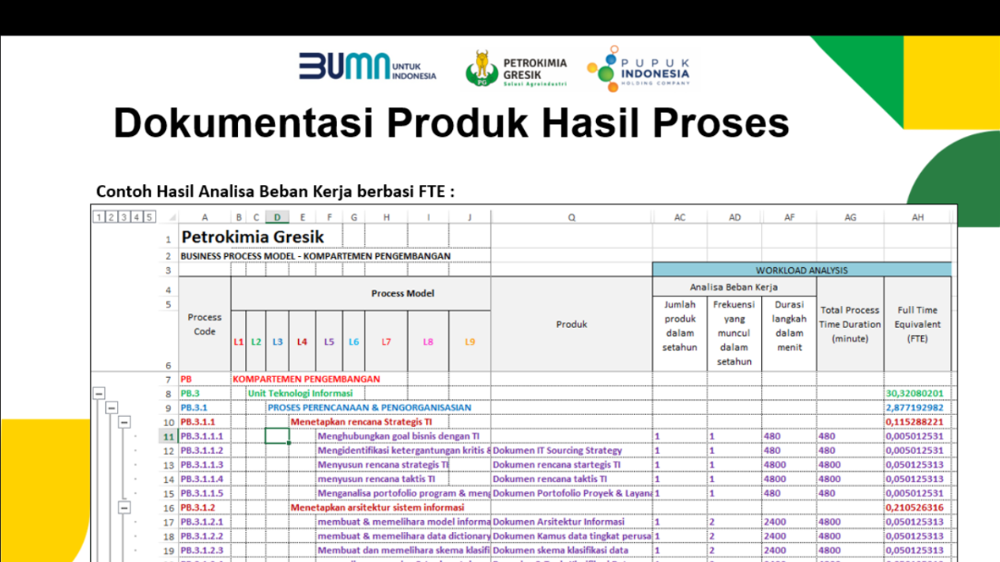 BUMN UNTUK INDONESIA
PETROKIMIA GRESIK
Solusi Agroindustri
PG
PUPUK INDONESIA
HOLDING COMPANY
Dokumentasi Produk Hasil Proses
Contoh Hasil Analisa Beban Kerja berbasi FTE :
1 2 3 4 5 A B C D E F G H I J Q AC AD AF AG AH
1 Petrokimia Gresik
2 BUSINESS PROCESS MODEL - KOMPARTEMEN PENGEMBANGAN
3 WORKLOAD ANALYSIS
4 Process Model Analisa Beban Kerja
5 Process Code L1 L2 L3 L4 L5 L6 L7 L8 L9 Produk Jumlah produk dalam setahun Frekuensi yang muncul dalam setahun Durasi langkah dalam menit Total Process Time Duration (minute) Full Time Equivalent (FTE)
6
7 PB KOMPARTEMEN PENGEMBANGAN
8 PB.3 Unit Teknologi Informasi 30,32080201
9 PB.3.1 PROSES PERENCANAAN & PENGORGANISASIAN 2,877192982
10 PB.3.1.1 Menetapkan rencana Strategis TI 0,115288221
11 PB.3.1.1.1 Menghubungkan goal bisnis dengan TI 1 1 480 480 0,005012531
12 PB.3.1.1.2 Mengidentifikasi ketergantungan kritis & Dokumen IT Sourcing Strategy 1 1 480 480 0,005012531
13 PB.3.1.1.3 Menyusun rencana strategis TI Dokumen rencana startegis TI 1 1 4800 4800 0,050125313
14 PB.3.1.1.4 menyusun rencana taktis TI Dokumen rencana taktis TI 1 1 4800 4800 0,050125313
15 PB.3.1.1.5 Menganalisa portofolio program & meng Dokumen Portofolio Proyek & Layana 1 1 480 480 0,005012531
16 PB.3.1.2 Menetapkan arsitektur sistem informasi 0,210526316
17 PB.3.1.2.1 membuat & memelihara model informa Dokumen Arsitektur Informasi 1 2 2400 4800 0,050125313
18 PB.3.1.2.2 membuat & memelihara data dictionary Dokumen Kamus data tingkat perusa 1 2 2400 4800 0,050125313
19 PB.3.1.2.3 Membuat dan memelihara skema klasifi Dokumen skema klasifikasi data 1 2 2400 4800 0,050125313